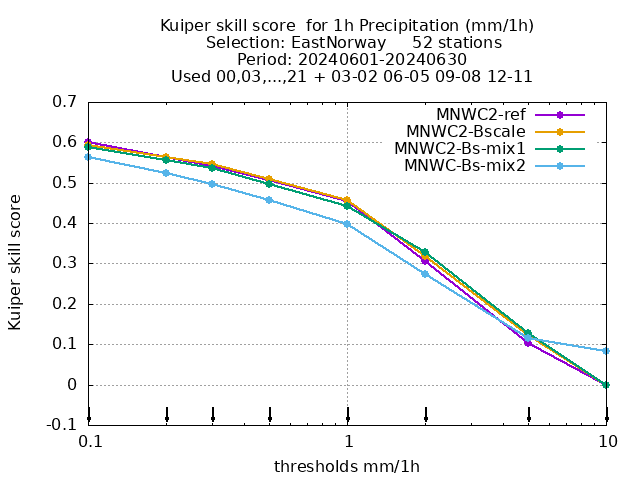 Kuiper skill score  for 1h Precipitation (mm/1h)
Selection: EastNorway     52 stations
Period: 20240601-20240630
Used 00,03,...,21 + 03-02 06-05 09-08 12-11
MNWC2-ref
MNWC2-Bscale
MNWC2-Bs-mix1
MNWC-Bs-mix2
0.7
0.6
0.5
0.4
0.3
0.2
0.1
0
-0.1
Kuiper skill score
0.1 1 10
thresholds mm/1h